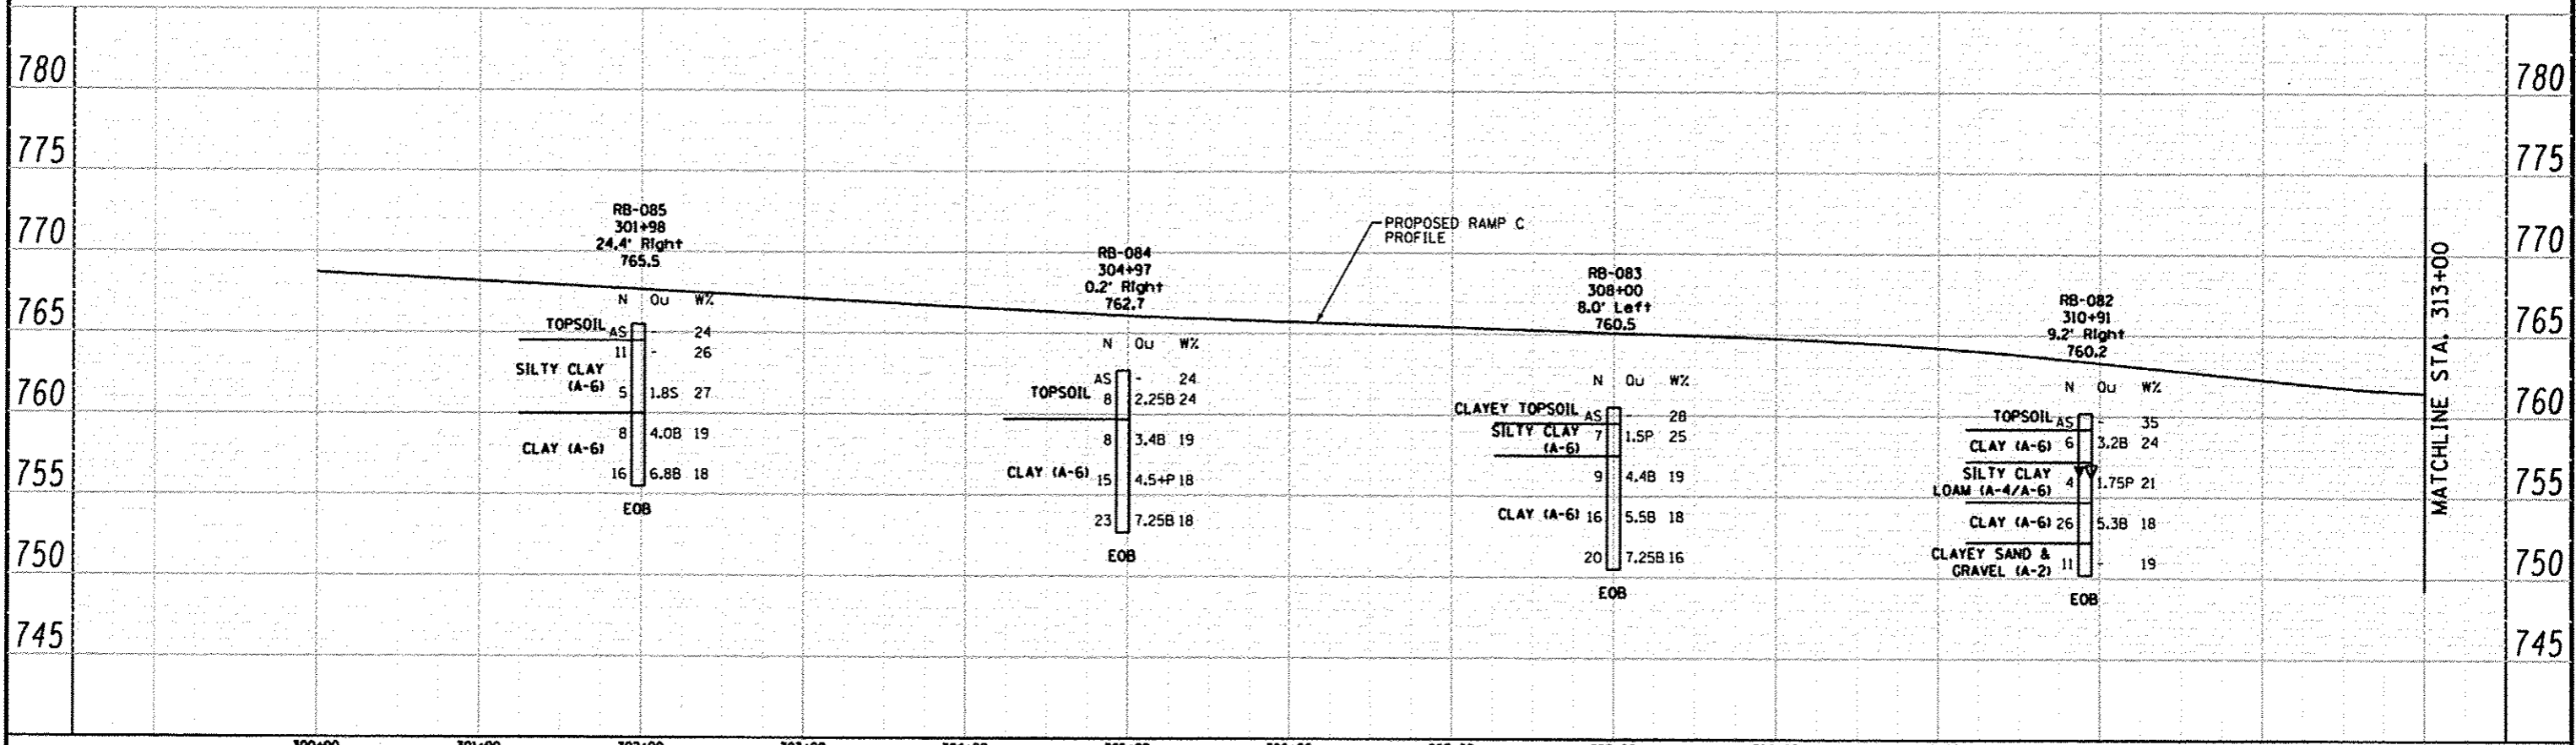 780
775
770
765
760
755
750
745
RB-085
301+98
24.4' Right
765.5
N Qu W%
TOPSOIL AS - 24
11 - 26
SILTY CLAY
(A-6) 5 1.8S 27
8 4.0B 19
CLAY (A-6)
16 6.8B 18
EOB
RB-084
304+97
0.2' Right
762.7
N Qu W%
AS - 24
TOPSOIL 8 2.25B 24
8 3.4B 19
CLAY (A-6) 15 4.5+P 18
23 7.25B 18
EOB
PROPOSED RAMP C
PROFILE
RB-083
308+00
8.0' Left
760.5
N Qu W%
CLAYEY TOPSOIL AS - 28
SILTY CLAY 7 1.5P 25
(A-6)
9 4.4B 19
CLAY (A-6) 16 5.5B 18
20 7.25B 16
EOB
RB-082
310+91
9.2' Right
760.2
N Qu W%
TOPSOIL AS - 35
CLAY (A-6) 6 3.2B 24
SILTY CLAY
LOAM (A-4/A-6) 4 1.75P 21
CLAY (A-6) 26 5.3B 18
CLAYEY SAND &
GRAVEL (A-2) 11 - 19
EOB
MATCHLINE STA. 313+00
780
775
770
765
760
755
750
745